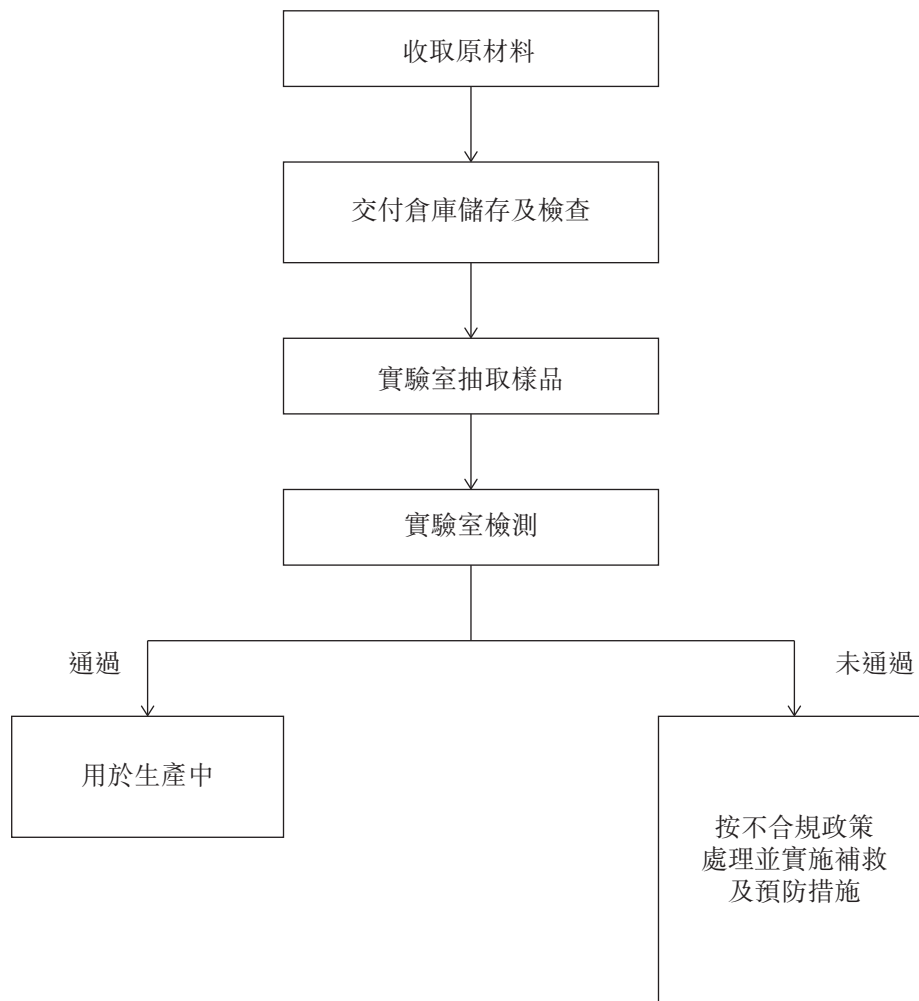 收取原材料
交付倉庫儲存及檢查
實驗室抽取樣品
實驗室檢測
通過
未通過
用於生產中
按不合規政策
處理並實施補救
及預防措施